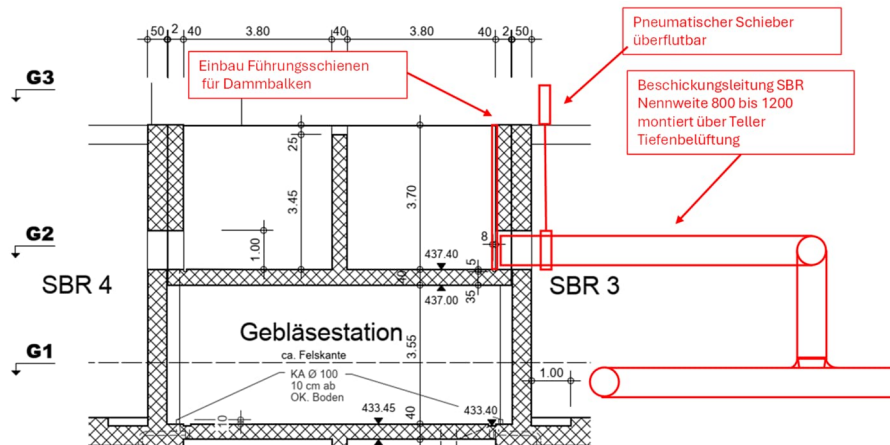 50
2
40
3.80
40
3.80
40
2
50
Pneumatischer Schieber
überflutbar
Einbau Führungsschienen
für Dammbalken
Beschickungsleitung SBR
Nennweite 800 bis 1200
montiert über Teller
Tiefenbelüftung
G3
25
3.45
3.70
G2
1.00
8
437.40
5
40
437.00
35
SBR 4
SBR 3
Gebläsestation
ca. Felskante
3.55
G1
KA Ø 100
10 cm ab
OK. Boden
1.00
10
433.45
40
433.40